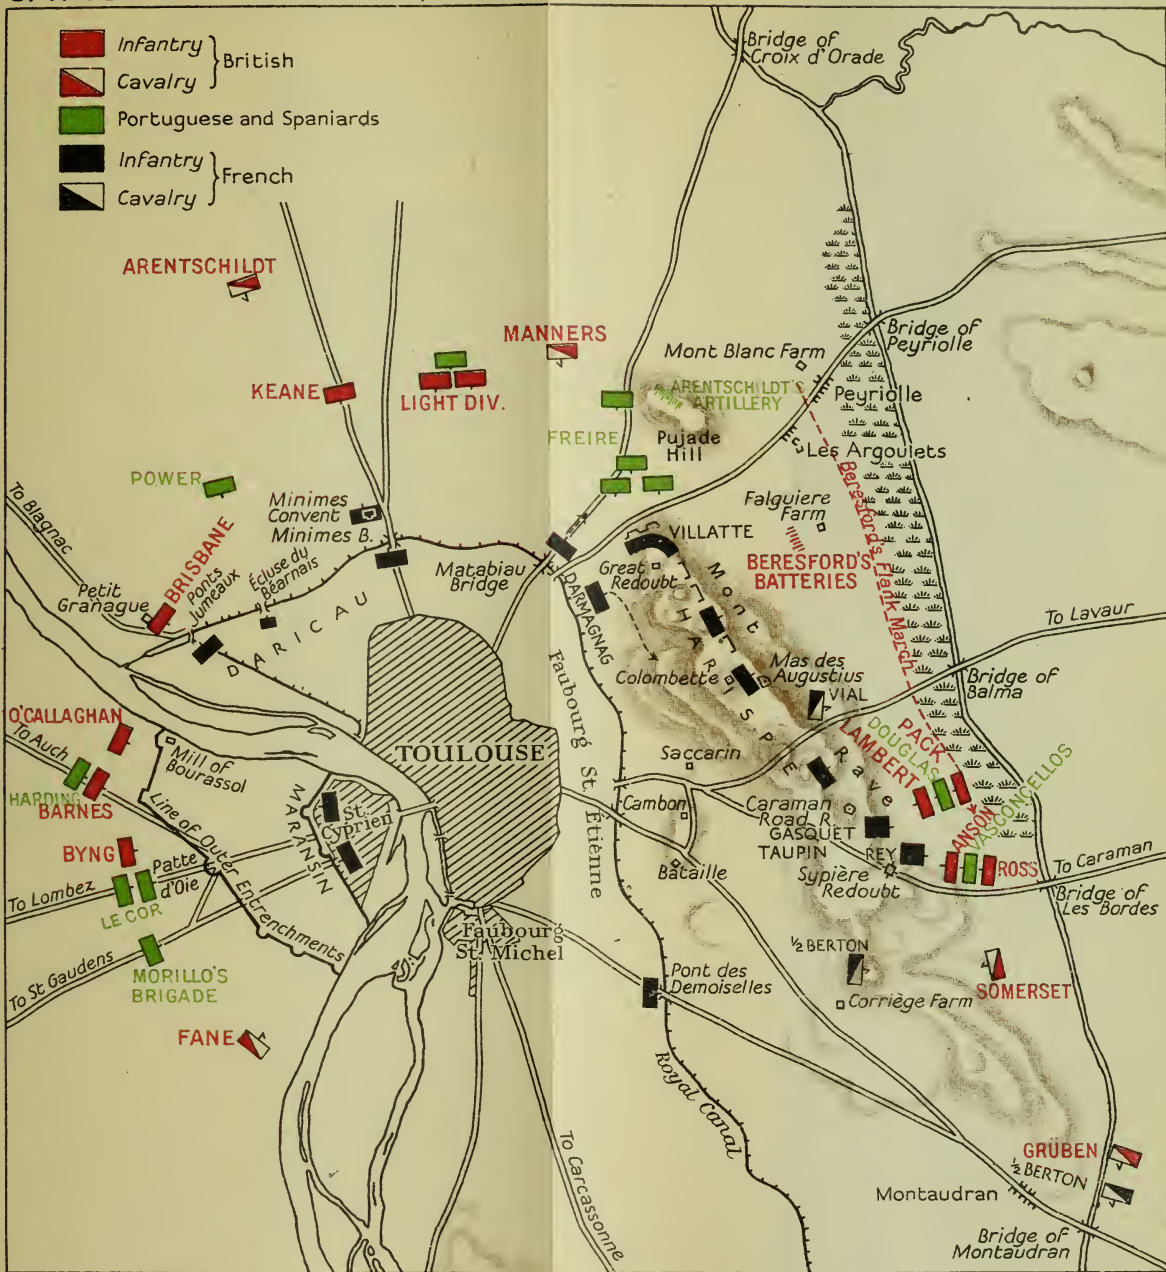 Infantry
Cavalry
British
Portuguese and Spaniards
Infantry
Cavalry
French
Bridge of
Croix d'Orade
ARENTSCHILDT
MANNERS
KEANE
LIGHT DIV.
Mont Blanc Farm
Bridge of
Peyriolle
ARENTSCHILDT'S
ARTILLERY
Peyriolle
FREIRE
Pujade
Hill
Les Argoulets
POWER
To Blagnac
Minimes
Convent
Minimes B.
Falguiere
Farm
VILLATTE
BERESFORD'S
BATTERIES
Beresford's Flank March
BRISBANE
Petit
Grañague
Ponts
Jumeaux
Écluse du
Béarnais
Matabiau
Bridge
Great
Redoubt
DARMAGNAG
DARICAU
Mont Rave
HARISPE
To Lavaur
Colombette
Mas des
Augustius
VIAL
Bridge of
Balma
O'CALLAGHAN
To Auch
Mill of
Bourassol
TOULOUSE
Faubourg St. Étiénne
Saccarin
LAMBERT
DOUGLAS
PACK
HARDING
BARNES
Line of Outer Entrenchments
MARANSIN
St.
Cyprien
Cambon
Caraman
Road R.
GASQUET
TAUPIN
REY
ANSON
VASCONCELLOS
ROSS
BYNG
Patte
d'Oie
To Lombez
LE COR
Bataille
Sypière
Redoubt
To Caraman
Bridge of
Les Bordes
Faubourg
St. Michel
MORILLO'S
BRIGADE
To St Gaudens
½ BERTON
SOMERSET
Pont des
Demoiselles
Corriège Farm
FANE
Royal Canal
To Carcassonne
GRÜBEN
½ BERTON
Montaudran
Bridge of
Montaudran